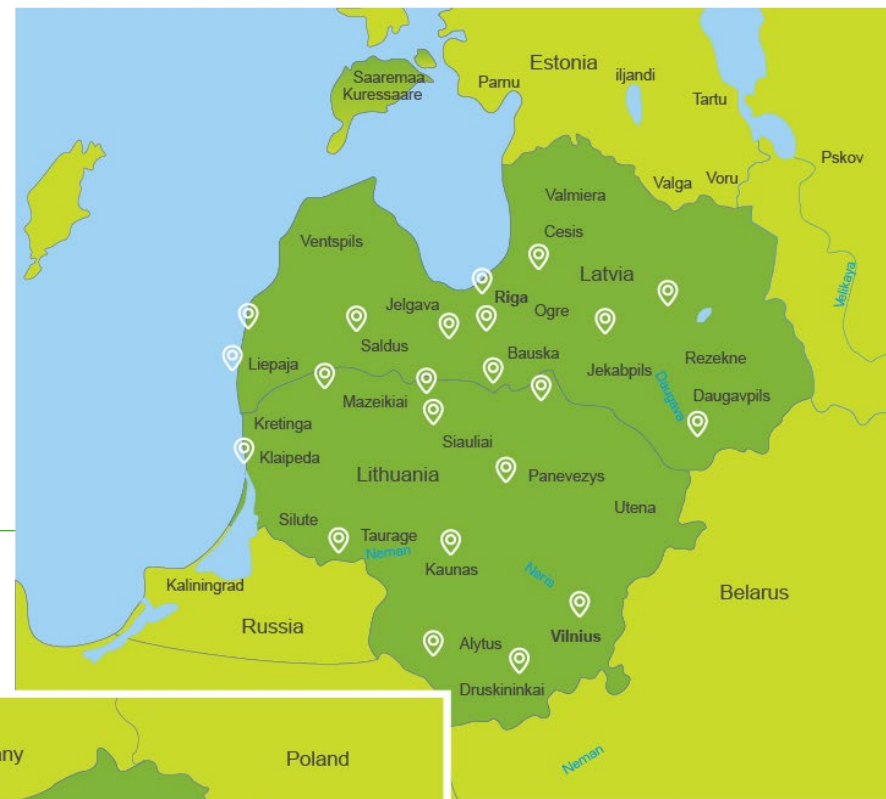 Estonia
Saaremaa
Kuressaare
Parnu
iljandi
Tartu
Pskov
Valga
Voru
Valmiera
Ventspils
Cesis
Latvia
Velikaya
Jelgava
Riga
Ogre
Saldus
Bauska
Liepaja
Jekabpils
Rezekne
Daugava
Daugavpils
Mazeikiai
Kretinga
Siauliai
Klaipeda
Lithuania
Panevezys
Utena
Silute
Taurage
Neman
Kaunas
Neris
Kaliningrad
Belarus
Russia
Vilnius
Alytus
Druskininkai
Neman
any
Poland